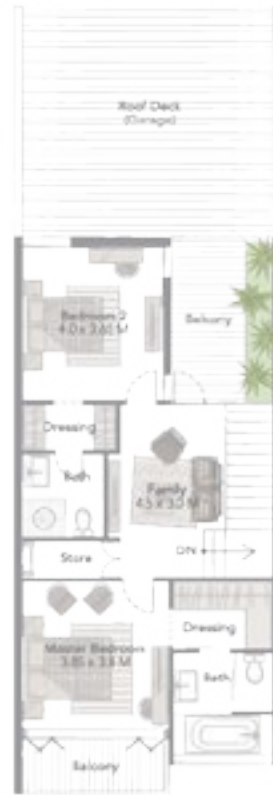 Roof Deck
(Garage)
Bedroom 2
4.0 x 3.65 M
Balcony
Dressing
Bath
Family
4.5 x 3.5 M
Store
DN
Master Bedroom
3.85 x 3.8 M
Dressing
Bath
Balcony